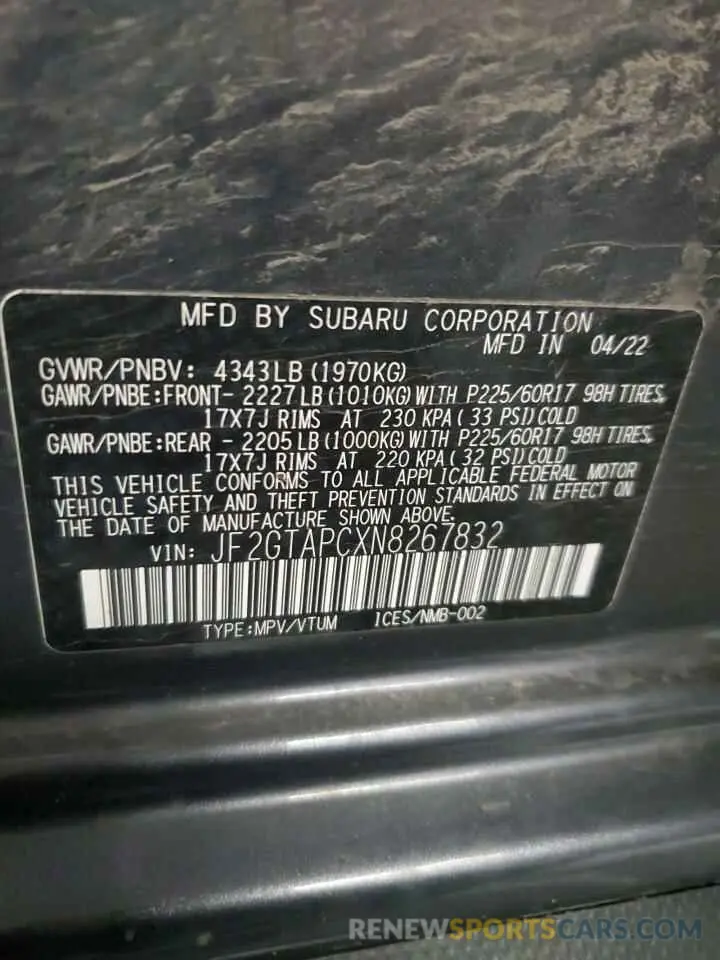 MFD BY SUBARU CORPORATION
MFD IN 04/22
GVWR/PNBV: 4343LB (1970KG)
GAWR/PNBE:FRONT- 2227LB (1010KG) WITH P225/60R17 98H TIRES,
17X7J RIMS AT 230 KPA ( 33 PSI) COLD
GAWR/PNBE:REAR - 2205LB (1000KG) WITH P225/60R17 98H TIRES,
17X7J RIMS AT 220 KPA ( 32 PSI) COLD
THIS VEHICLE CONFORMS TO ALL APPLICABLE FEDERAL MOTOR
VEHICLE SAFETY AND THEFT PREVENTION STANDARDS IN EFFECT ON
THE DATE OF MANUFACTURE SHOWN ABOVE.
VIN: JF2GTAPCXN8267832
TYPE:MPV/VTUM ICES/NMB-002
RENEWSPORTSCARS.COM